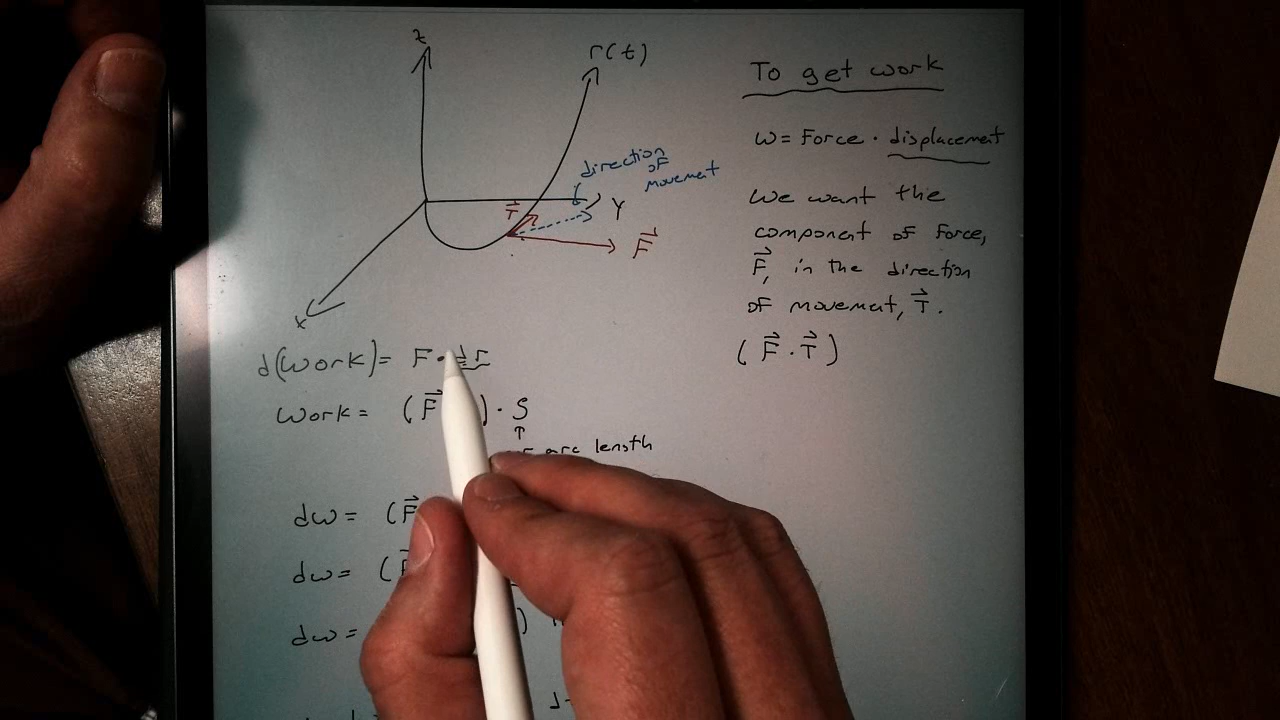 z
r(t)
direction
of
movement
T⃗
Y
F⃗
x
d(work)= F · dr
work= (F⃗ ) · S
arc length
dw= (F⃗
dw= (F⃗
dw= )
To get work
w= Force · displacement
We want the
component of Force,
F⃗, in the direction
of movement, T⃗.
(F⃗ · T⃗)